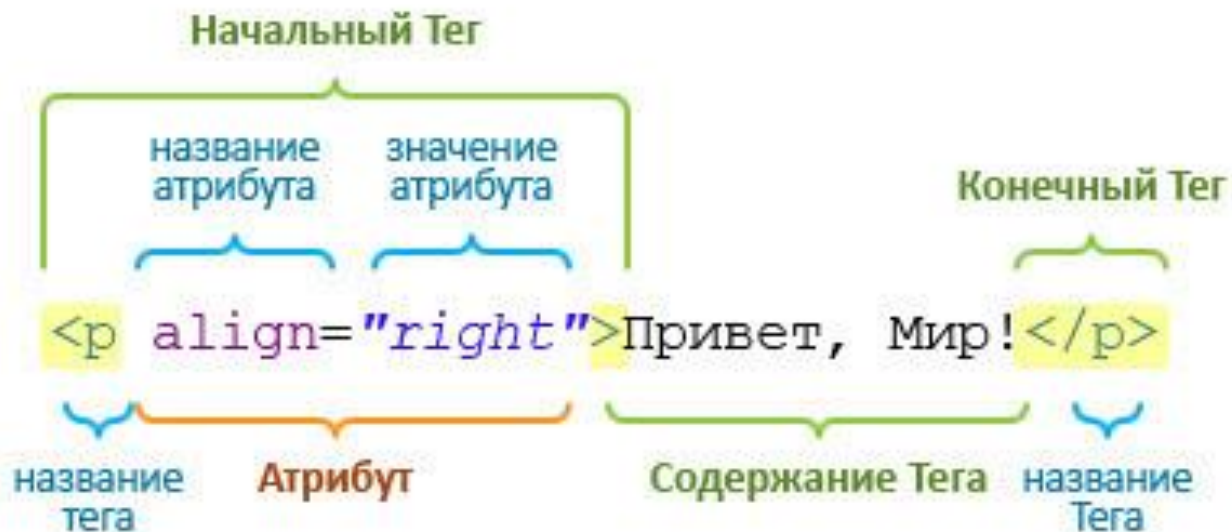 Начальный Тег
название атрибута
значение атрибута
Конечный Тег
<p align="right">Привет, Мир!</p>
название тега
Атрибут
Содержание Тега
название Тега